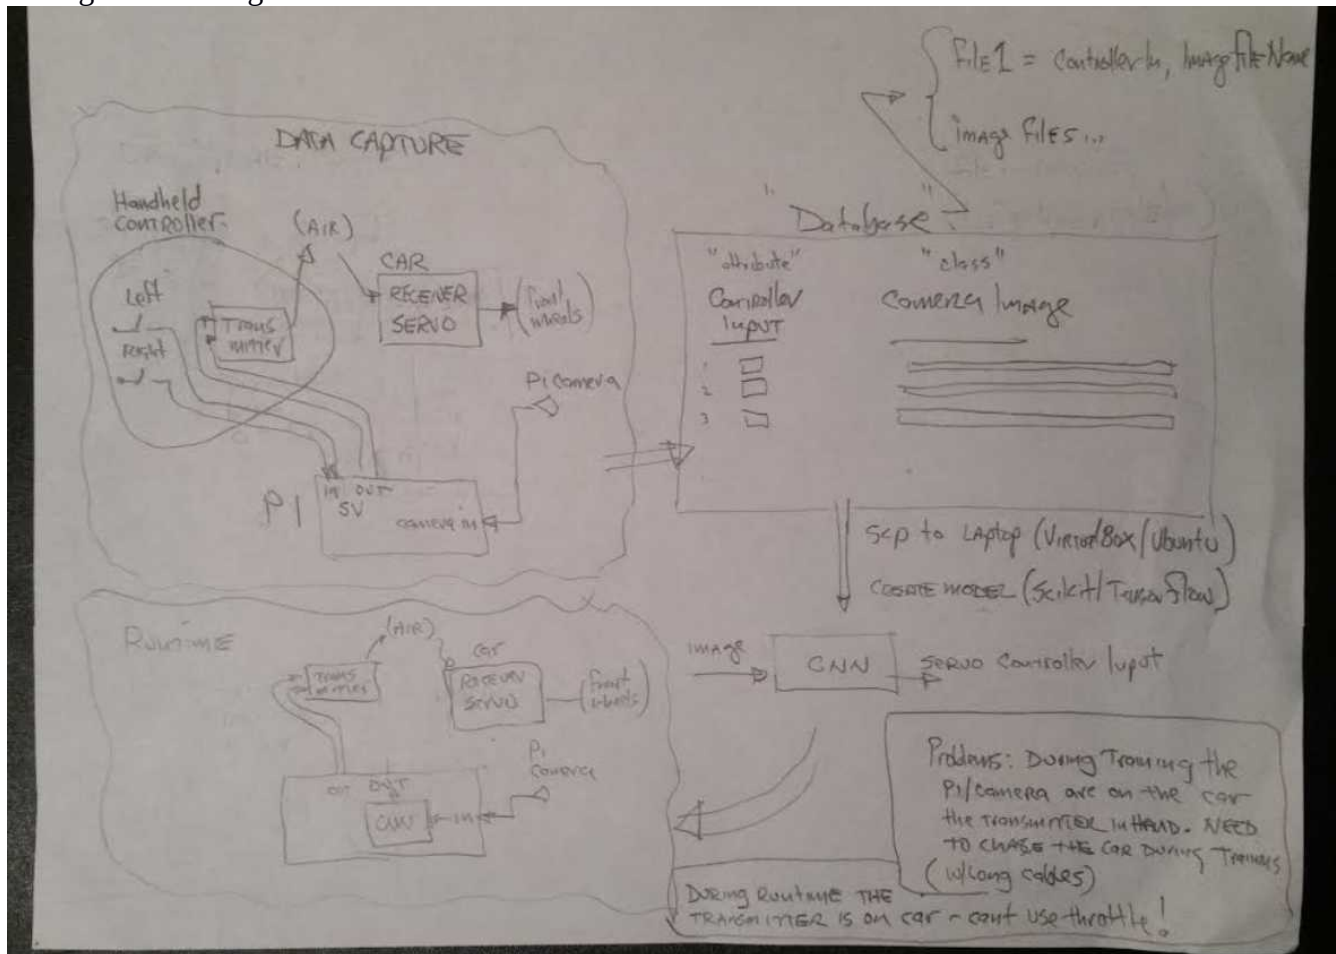 File1 = ControllerIn, ImageFileName
image files...
DATA CAPTURE
Handheld
Controller
(AIR)
Left
Right
TRANS
MITTER
CAR
RECEIVER
SERVO
(front
wheels)
Pi Camera
PI
IN OUT
5V
camera in
"Database"
"attribute"
"class"
Controller
Input
Camera Image
1
2
3
Scp to Laptop (VirtualBox/Ubuntu)
CREATE MODEL (Scikit/Tensorflow)
Image
CNN
Servo Controller Input
RUNTIME
(AIR)
TRANS
MITTER
Car
RECEIVER
SERVO
(front
wheels)
Pi
Camera
OUT
CNN
in
Problems: During Training the
Pi/camera are on the car
the transmitter in HAND. NEED
TO CHASE THE CAR DURING Training
(w/long cables)
During Runtime THE
TRANSMITTER IS on car - cant use throttle!